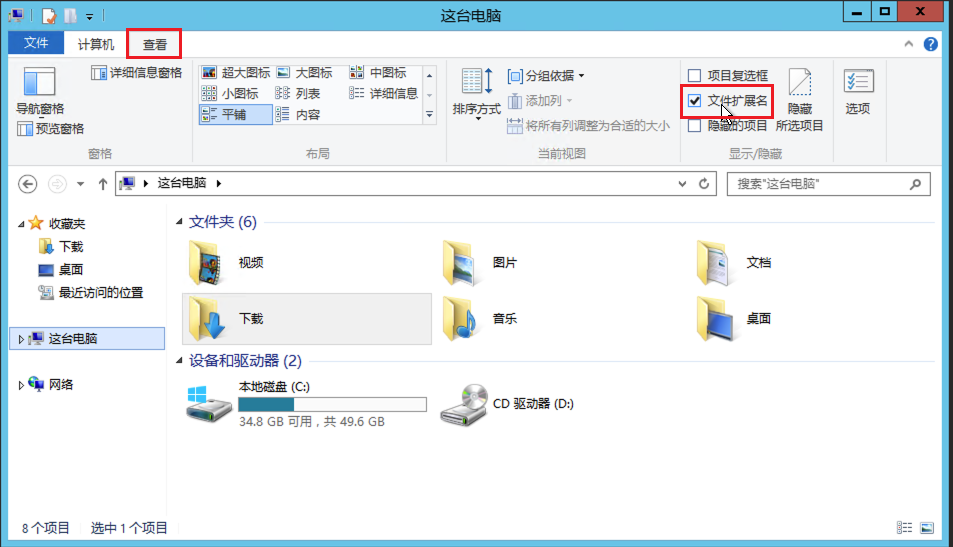 这台电脑
文件 计算机 查看
导航窗格
预览窗格
详细信息窗格
窗格
超大图标 大图标 中图标
小图标 列表 详细信息
平铺 内容
布局
排序方式
分组依据
添加列
将所有列调整为合适的大小
当前视图
项目复选框
文件扩展名
隐藏的项目
隐藏
所选项目
显示/隐藏
选项
这台电脑
搜索"这台电脑"
收藏夹
下载
桌面
最近访问的位置
这台电脑
网络
文件夹 (6)
视频 图片 文档
下载 音乐 桌面
设备和驱动器 (2)
本地磁盘 (C:)
34.8 GB 可用，共 49.6 GB
CD 驱动器 (D:)
8 个项目 选中 1 个项目